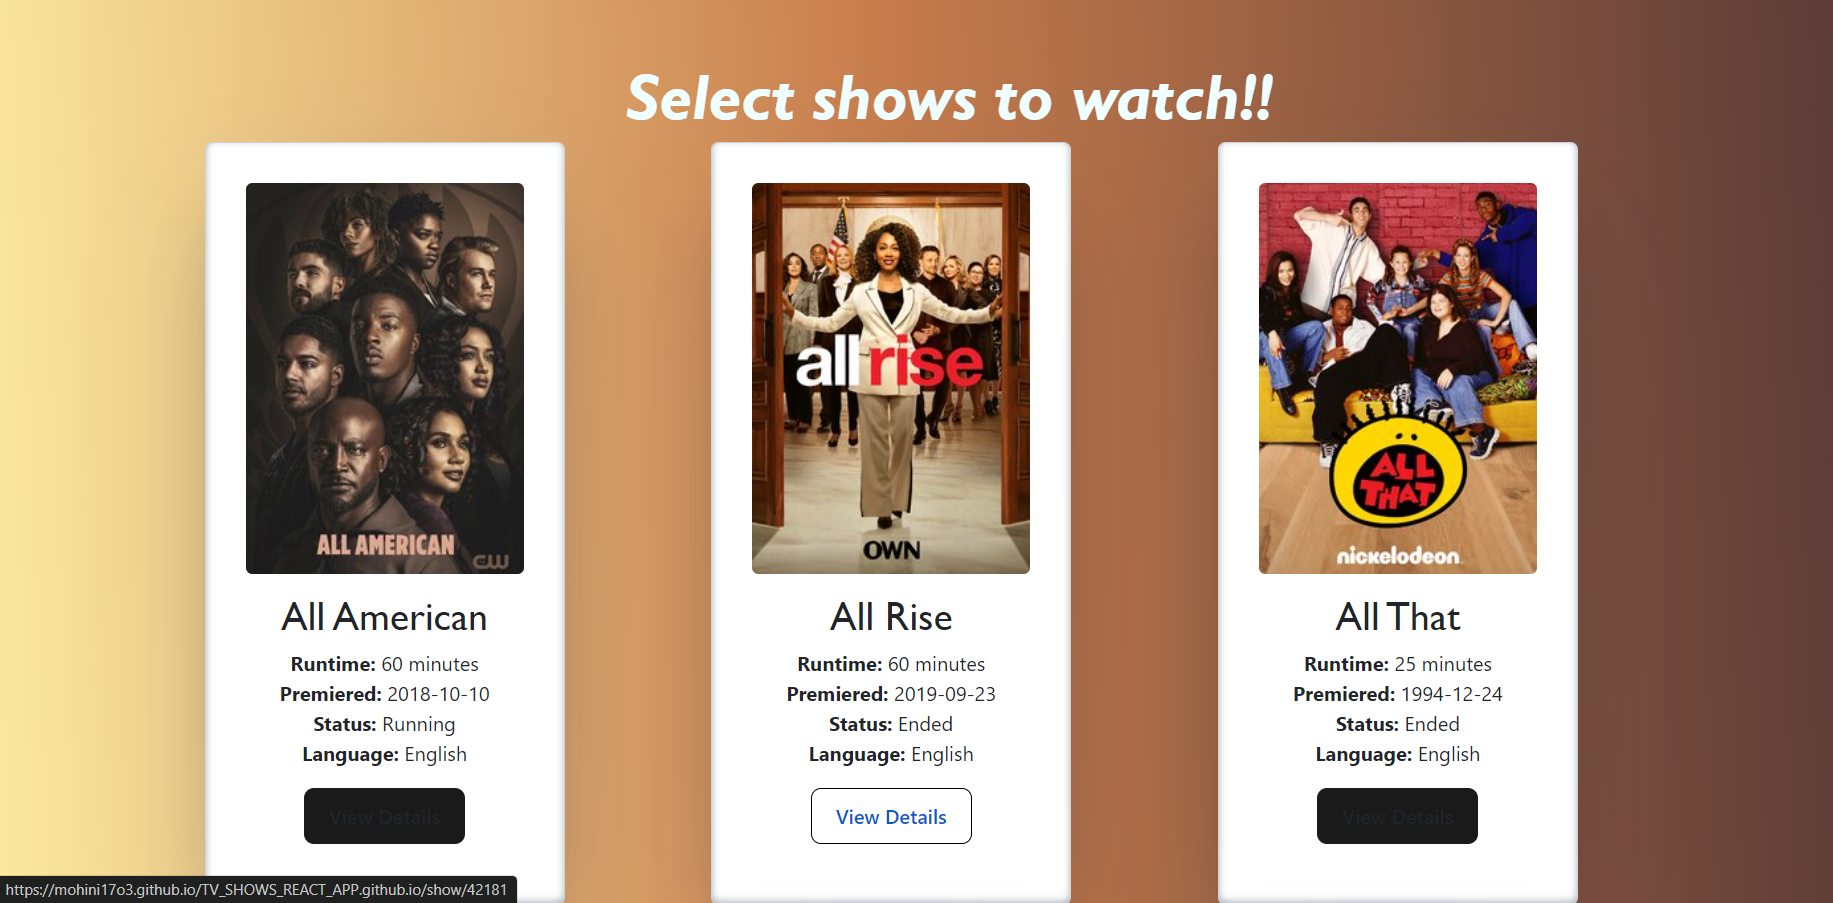 Select shows to watch!!
ALL AMERICAN
CW
All American
Runtime: 60 minutes
Premiered: 2018-10-10
Status: Running
Language: English
View Details
all rise
OWN
All Rise
Runtime: 60 minutes
Premiered: 2019-09-23
Status: Ended
Language: English
View Details
ALL
THAT
nickelodeon
All That
Runtime: 25 minutes
Premiered: 1994-12-24
Status: Ended
Language: English
View Details
https://mohini17o3.github.io/TV_SHOWS_REACT_APP.github.io/show/42181